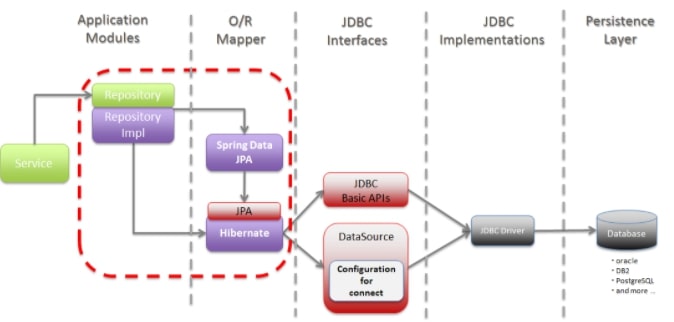 Application
Modules
O/R
Mapper
JDBC
Interfaces
JDBC
Implementations
Persistence
Layer
Repository
Repository
Impl
Service
Spring Data
JPA
JPA
Hibernate
JDBC
Basic APIs
DataSource
Configuration
for
connect
JDBC Driver
Database
• oracle
• DB2
• PostgreSQL
• and more ...